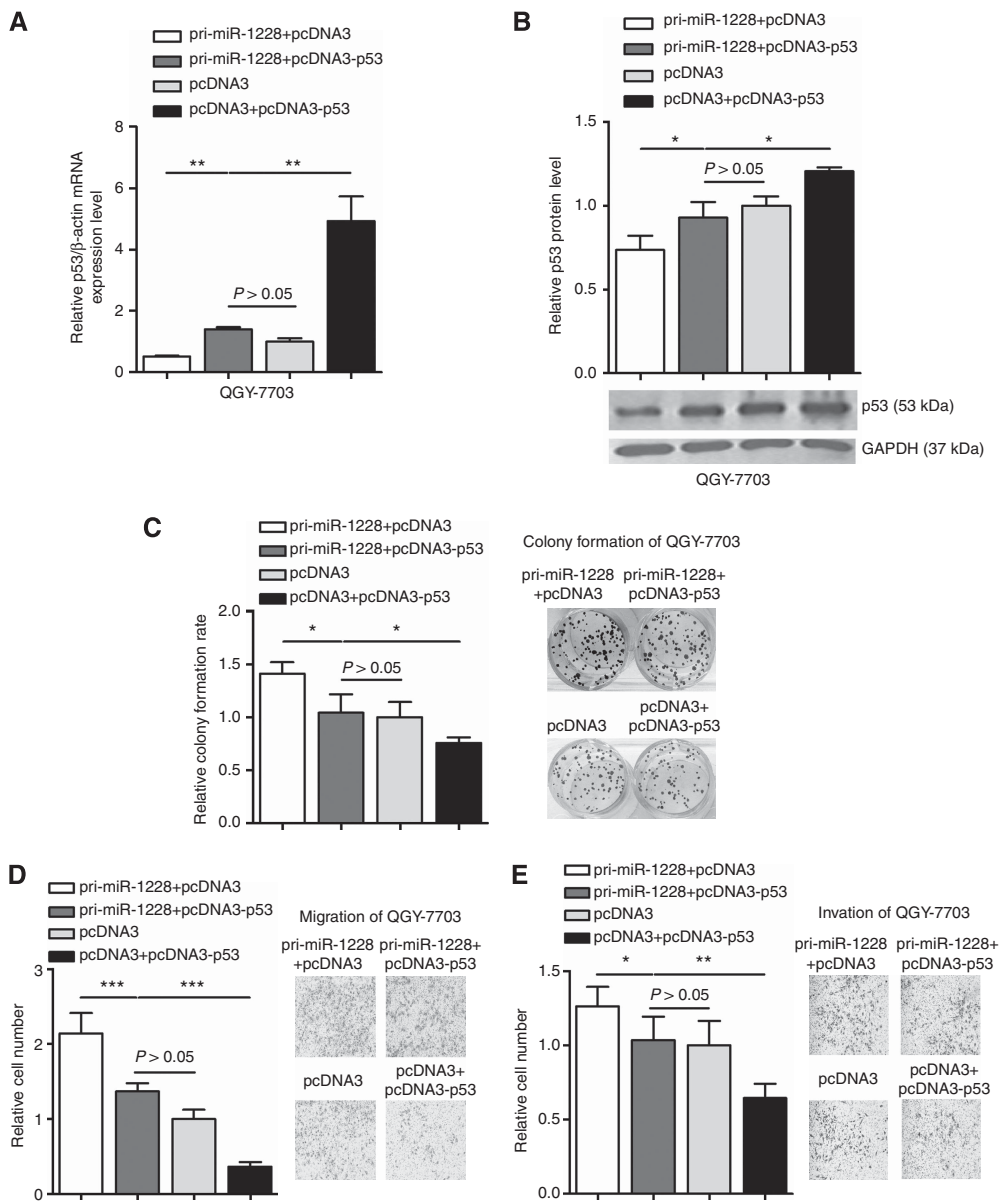 A
pri-miR-1228+pcDNA3
pri-miR-1228+pcDNA3-p53
pcDNA3
pcDNA3+pcDNA3-p53
Relative p53/β-actin mRNA
expression level
8
6
4
2
0
**
**
P > 0.05
QGY-7703
B
pri-miR-1228+pcDNA3
pri-miR-1228+pcDNA3-p53
pcDNA3
pcDNA3+pcDNA3-p53
Relative p53 protein level
1.5
1.0
0.5
0.0
*
*
P > 0.05
p53 (53 kDa)
GAPDH (37 kDa)
QGY-7703
C
pri-miR-1228+pcDNA3
pri-miR-1228+pcDNA3-p53
pcDNA3
pcDNA3+pcDNA3-p53
Relative colony formation rate
2.0
1.5
1.0
0.5
0.0
*
*
P > 0.05
Colony formation of QGY-7703
pri-miR-1228
+pcDNA3
pri-miR-1228+
pcDNA3-p53
pcDNA3
pcDNA3+
pcDNA3-p53
D
pri-miR-1228+pcDNA3
pri-miR-1228+pcDNA3-p53
pcDNA3
pcDNA3+pcDNA3-p53
Relative cell number
3
2
1
0
***
***
P > 0.05
Migration of QGY-7703
pri-miR-1228
+pcDNA3
pri-miR-1228+
pcDNA3-p53
pcDNA3
pcDNA3+
pcDNA3-p53
E
pri-miR-1228+pcDNA3
pri-miR-1228+pcDNA3-p53
pcDNA3
pcDNA3+pcDNA3-p53
Relative cell number
1.5
1.0
0.5
0.0
*
**
P > 0.05
Invation of QGY-7703
pri-miR-1228
+pcDNA3
pri-miR-1228+
pcDNA3-p53
pcDNA3
pcDNA3+
pcDNA3-p53